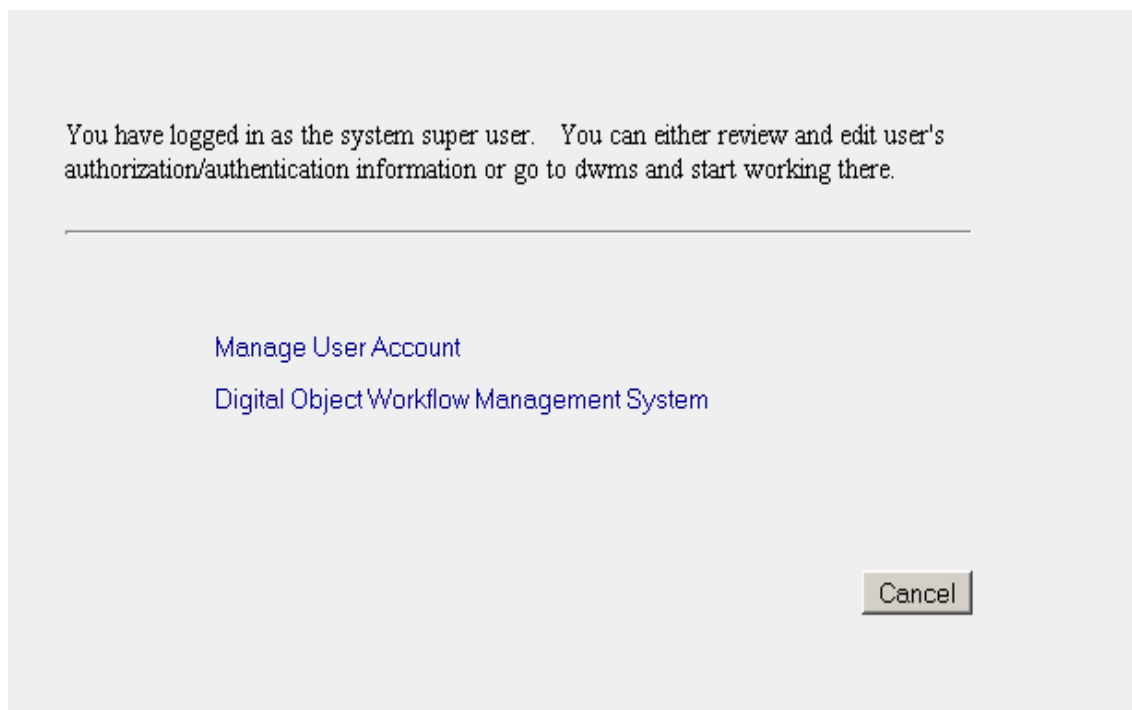 You have logged in as the system super user. You can either review and edit user's
authorization/authentication information or go to dwms and start working there.
Manage User Account
Digital Object Workflow Management System
Cancel